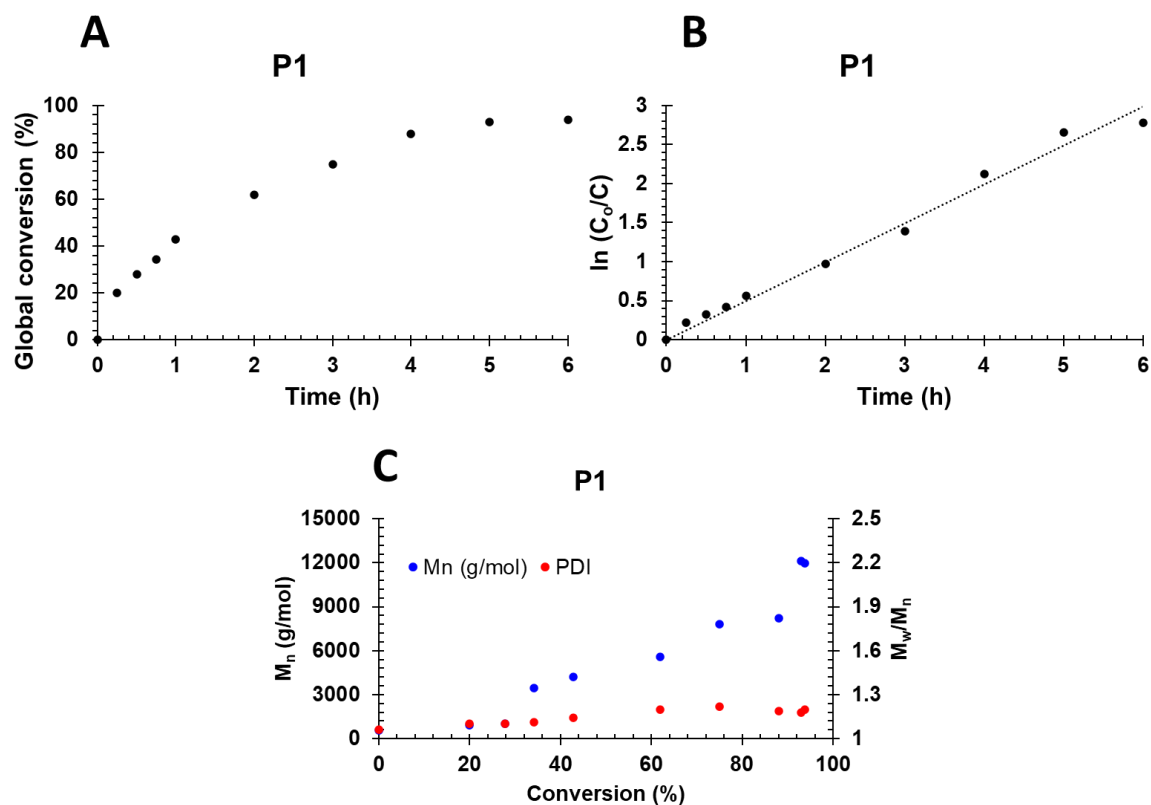 A
P1
Global conversion (%)
100
80
60
40
20
0
0 1 2 3 4 5 6
Time (h)
B
P1
ln (Co/C)
3
2.5
2
1.5
1
0.5
0
0 1 2 3 4 5 6
Time (h)
C
P1
Mn (g/mol)
15000
12000
9000
6000
3000
0
Mn (g/mol) PDI
2.5
2.2
1.9
1.6
1.3
1
Mw/Mn
0 20 40 60 80 100
Conversion (%)